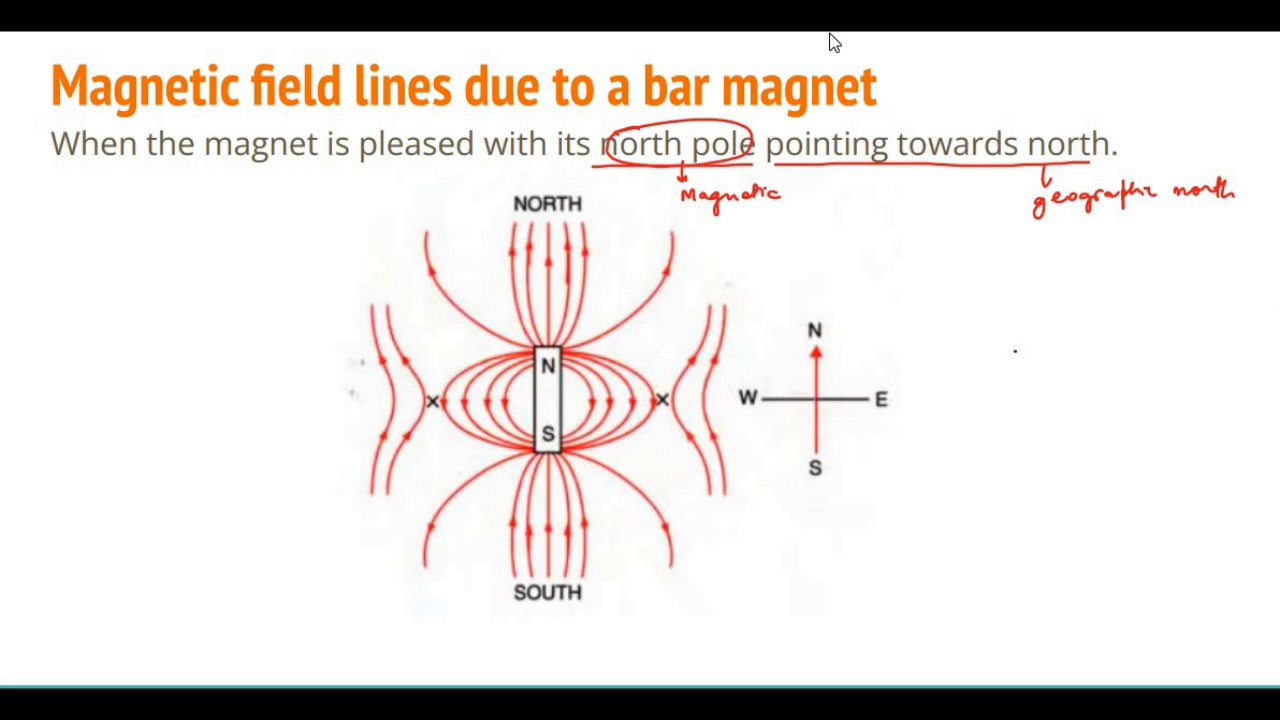 Magnetic field lines due to a bar magnet
When the magnet is pleased with its north pole pointing towards north.
Magnetic
geographic north
NORTH
N
S
×
×
N
W
E
S
SOUTH